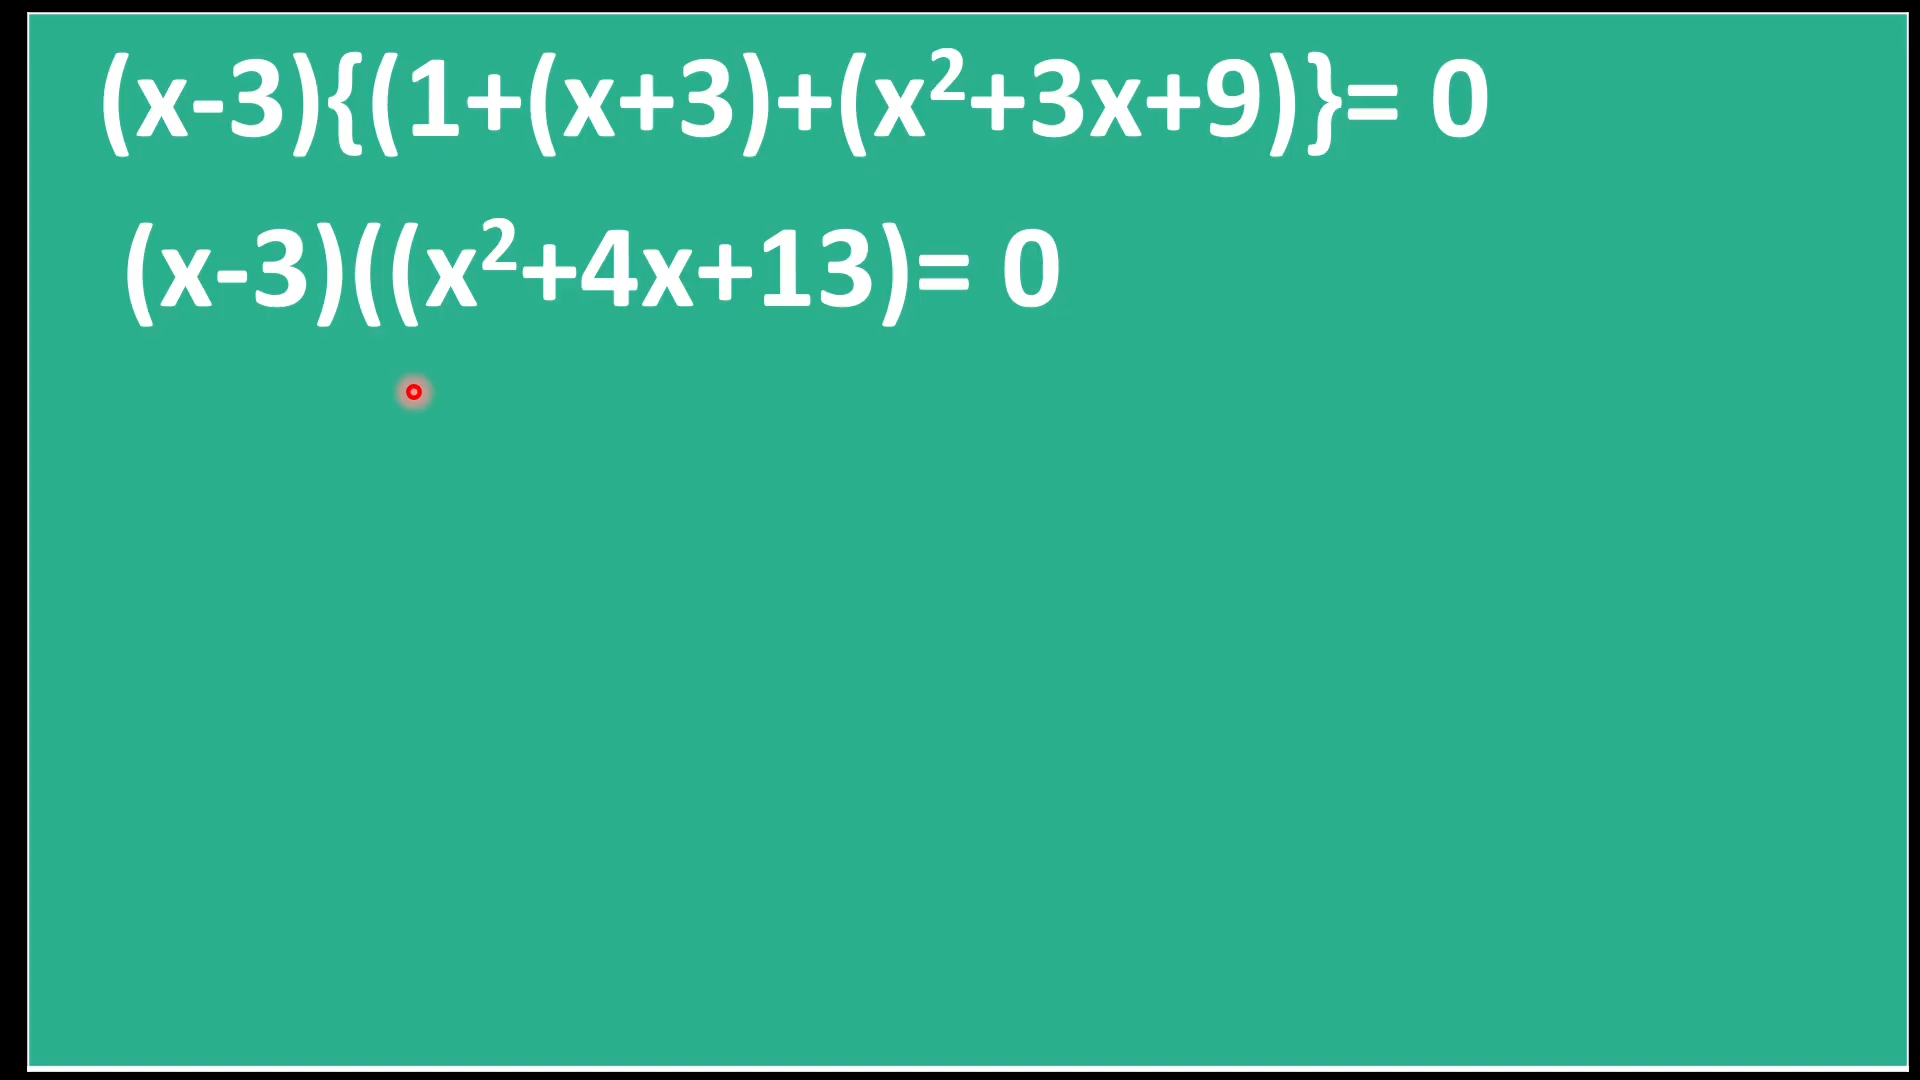 (x-3){(1+(x+3)+(x²+3x+9)}= 0
(x-3)((x²+4x+13)= 0